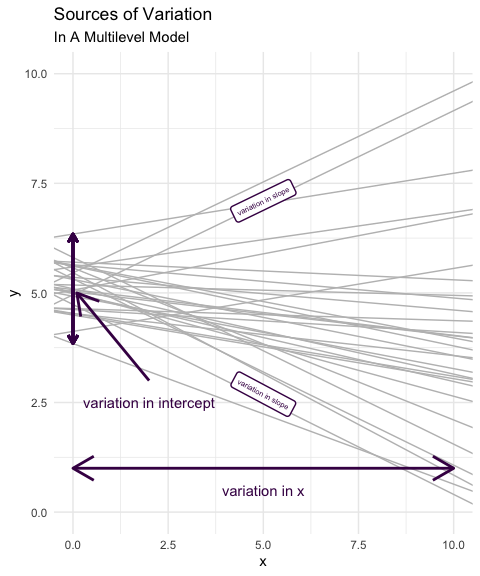 Sources of Variation
In A Multilevel Model
10.0
7.5
variation in slope
y
5.0
variation in slope
2.5
variation in intercept
variation in x
0.0
0.0 2.5 5.0 7.5 10.0
x